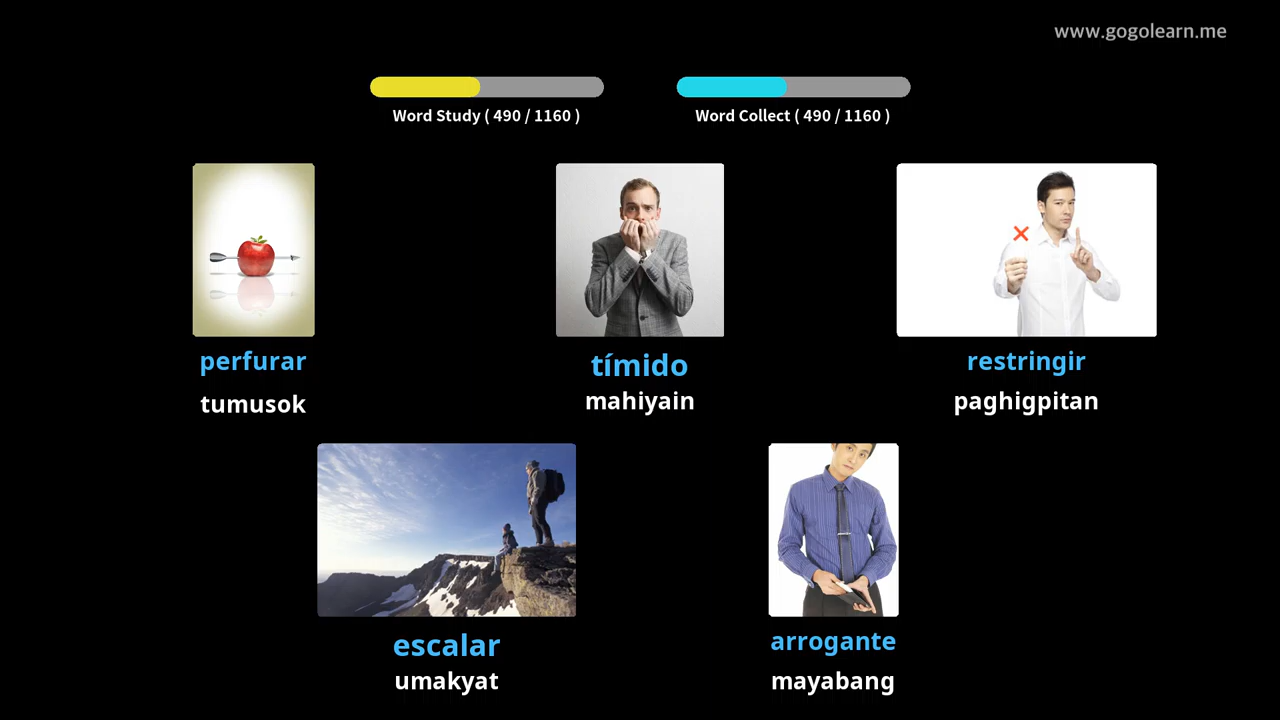 www.gogolearn.me
Word Study ( 490 / 1160 )
Word Collect ( 490 / 1160 )
perfurar
tumusok
tímido
mahiyain
restringir
paghigpitan
escalar
umakyat
arrogante
mayabang